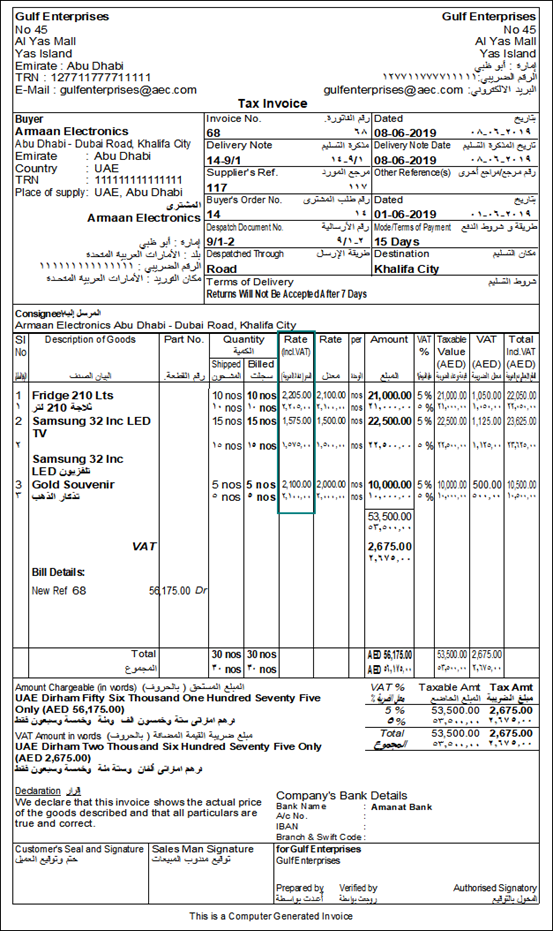 Gulf Enterprises
No 45
Al Yas Mall
Yas Island
Emirate : Abu Dhabi
TRN : 127711777711111
E-Mail : gulfenterprises@aec.com
Gulf Enterprises
No 45
Al Yas Mall
Yas Island
إمارة : أبو ظبي
الرقم الضريبي:
gulfenterprises@aec.com :البريد الالكتروني
Tax Invoice
Buyer
Armaan Electronics
Abu Dhabi - Dubai Road, Khalifa City
Emirate : Abu Dhabi
Country : UAE
TRN : 11111111111111
Place of supply: UAE, Abu Dhabi
المشترى
Armaan Electronics
إمارة : أبو ظبي
بلد : الأمارات العربية المتحدة
الرقم الضريبي :
مكان التوريد : الأمارات العربية المتحدة
Invoice No. رقم الفاتورة.
68 ٦٨
Dated بتاريخ
08-06-2019 ٠٨-٠٦-٢٠١٩
Delivery Note مذكرة التسليم
14-9/1 ١٤-٩/١
Delivery Note Date تاريخ المذكرة التسليم
08-06-2019 ٠٨-٠٦-٢٠١٩
Supplier's Ref. مرجع المورد
117 ١١٧
Other Reference(s) رقم مرجع/مراجع أخرى
Buyer's Order No. رقم طلب المشترى
14 ١٤
Dated بتاريخ
01-06-2019 ٠١-٠٦-٢٠١٩
Despatch Document No. رقم الأرسالية
9/1-2 ٩/١-٢
Mode/Terms of Payment طريقة و شروط الدفع
15 Days
Despatched Through طريقة الإرسال
Road
Destination مكان التسليم
Khalifa City
Terms of Delivery شروط التسليم
Returns Will Not Be Accepted After 7 Days
Consignee المرسل إليه
Armaan Electronics Abu Dhabi - Dubai Road, Khalifa City
Sl No
Description of Goods
البيان الصنف
Part No.
رقم القطعة.
Quantity
الكمية
Shipped
المشحون
Billed
سجلت
Rate
(Incl.VAT)
Rate
معدل
per
الوحدة
Amount
المبلغ
VAT %
Taxable Value (AED)
VAT (AED)
معدل الضريبة
Total Incl.VAT (AED)
1 Fridge 210 Lts 10 nos 10 nos 2,205.00 2,100.00 nos 21,000.00 5 % 21,000.00 1,050.00 22,050.00
١ ثلاجة 210 لتر ١٠ nos ١٠ nos ٢,٢٠٥,٠٠ ٢,١٠٠,٠٠ nos ٢١,٠٠٠,٠٠ ٥ % ٢١,٠٠٠,٠٠ ١,٠٥٠,٠٠ ٢٢,٠٥٠,٠٠
2 Samsung 32 Inc LED TV 15 nos 15 nos 1,575.00 1,500.00 nos 22,500.00 5 % 22,500.00 1,125.00 23,625.00
٢ ١٥ nos ١٥ nos ١,٥٧٥,٠٠ ١,٥٠٠,٠٠ nos ٢٢,٥٠٠,٠٠ ٥ % ٢٢,٥٠٠,٠٠ ١,١٢٥,٠٠
Samsung 32 Inc
LED تلفزيون
3 Gold Souvenir 5 nos 5 nos 2,100.00 2,000.00 nos 10,000.00 5 % 10,000.00 500.00 10,500.00
٣ تذكار الذهب ٥ nos ٥ nos ٢,١٠٠,٠٠ ٢,٠٠٠,٠٠ nos ١٠,٠٠٠,٠٠ ٥ % ١٠,٠٠٠,٠٠ ٥٠٠,٠٠ ١٠,٥٠٠,٠٠
53,500.00
٥٣,٥٠٠,٠٠
VAT 2,675.00
٢,٦٧٥,٠٠
Bill Details:
New Ref 68 56,175.00 Dr
Total 30 nos 30 nos AED 56,175.00 53,500.00 2,675.00
المجموع ٣٠ nos ٣٠ nos AED ٥٦,١٧٥,٠٠ ٥٣,٥٠٠,٠٠ ٢,٦٧٥,٠٠
Amount Chargeable (in words) المبلغ المستحق ( بالحروف)
UAE Dirham Fifty Six Thousand One Hundred Seventy Five
Only (AED 56,175.00)
درهم اماراتى ستة وخمسون الف ومئة وخمسة وسبعون فقط
VAT Amount (in words) مبلغ ضريبة القيمة المضافة ( بالحروف)
UAE Dirham Two Thousand Six Hundred Seventy Five Only
(AED 2,675.00)
درهم اماراتى ألفان وستة مئة وخمسة وسبعون فقط
VAT % Taxable Amt Tax Amt
معدل الضريبة % المبلغ الخاضع مبلغ الضريبة
5 % 53,500.00 2,675.00
٥ % ٥٣,٥٠٠,٠٠ ٢,٦٧٥,٠٠
Total 53,500.00 2,675.00
المجموع ٥٣,٥٠٠,٠٠ ٢,٦٧٥,٠٠
Declaration إقرار
We declare that this invoice shows the actual price
of the goods described and that all particulars are
true and correct.
Company's Bank Details
Bank Name : Amanat Bank
A/c No. :
IBAN :
Branch & Swift Code :
Customer's Seal and Signature
ختم وتوقيع العميل
Sales Man Signature
توقيع مندوب المبيعات
for Gulf Enterprises
Gulf Enterprises
Prepared by Verified by Authorised Signatory
أعدت بواسطة روجعت بواسطة المخول بالتوقيع
This is a Computer Generated Invoice